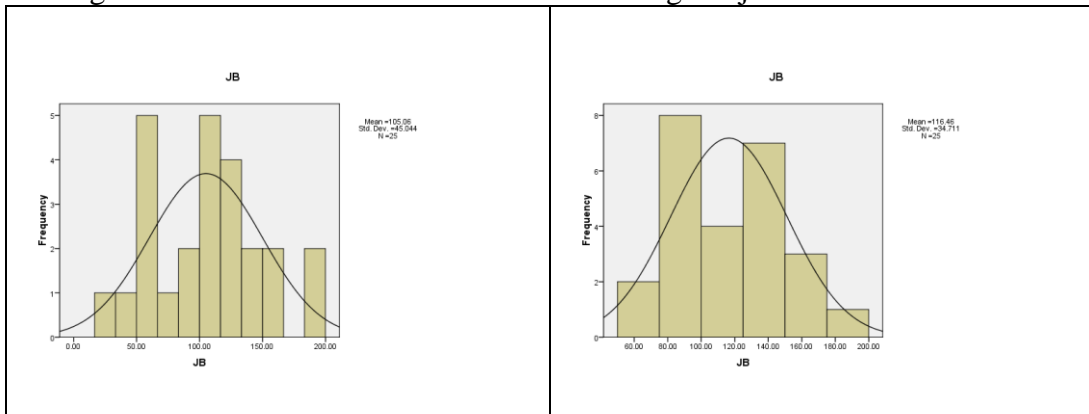 JB
Mean =105.06
Std. Dev. =45.044
N =25
Frequency
5
4
3
2
1
0
0.00 50.00 100.00 150.00 200.00
JB
JB
Mean =116.46
Std. Dev. =34.711
N =25
Frequency
8
6
4
2
0
60.00 80.00 100.00 120.00 140.00 160.00 180.00 200.00
JB